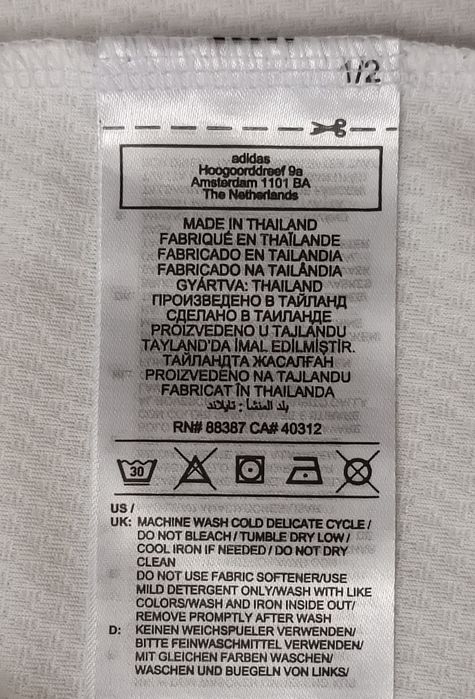 1/2
adidas
Hoogoorddreef 9a
Amsterdam 1101 BA
The Netherlands
MADE IN THAILAND
FABRIQUÉ EN THAÏLANDE
FABRICADO EN TAILANDIA
FABRICADO NA TAILÂNDIA
GYÁRTVA: THAILAND
ПРОИЗВЕДЕНО В ТАЙЛАНД
СДЕЛАНО В ТАИЛАНДЕ
PROIZVEDENO U TAJLANDU
TAYLAND'DA İMAL EDİLMİŞTİR.
ТАЙЛАНДТА ЖАСАЛҒАН
PROIZVEDENO NA TAJLANDU
FABRICAT ÎN THAILANDA
بلد المنشأ : تايلاند
RN# 88387 CA# 40312
30
US /
UK: MACHINE WASH COLD DELICATE CYCLE /
DO NOT BLEACH / TUMBLE DRY LOW /
COOL IRON IF NEEDED / DO NOT DRY
CLEAN
DO NOT USE FABRIC SOFTENER/USE
MILD DETERGENT ONLY/WASH WITH LIKE
COLORS/WASH AND IRON INSIDE OUT/
REMOVE PROMPTLY AFTER WASH
D: KEINEN WEICHSPUELER VERWENDEN/
BITTE FEINWASCHMITTEL VERWENDEN/
MIT GLEICHEN FARBEN WASCHEN/
WASCHEN UND BUEGELN VON LINKS/